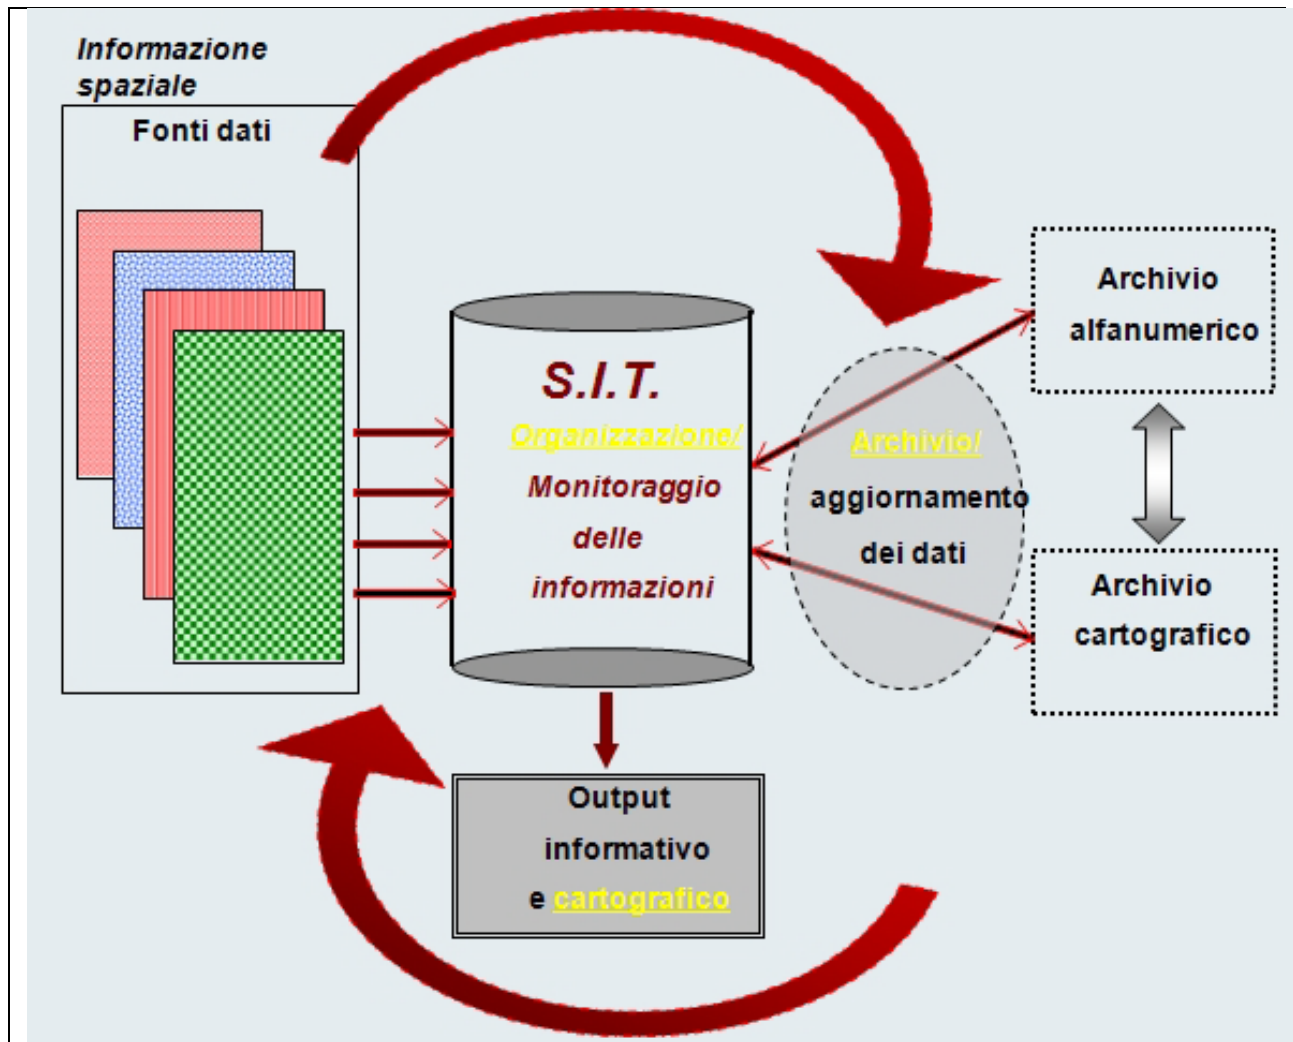 Informazione
spaziale
Fonti dati
S.I.T.
Organizzazione/
Monitoraggio
delle
informazioni
Archivio/
aggiornamento
dei dati
Archivio
alfanumerico
Archivio
cartografico
Output
informativo
e cartografico